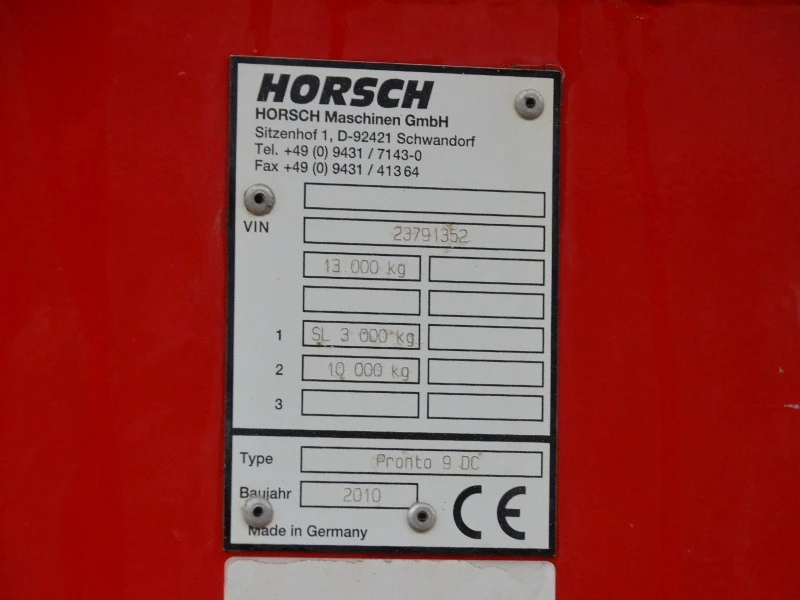 HORSCH
HORSCH Maschinen GmbH
Sitzenhof 1, D-92421 Schwandorf
Tel. +49 (0) 9431 / 7143-0
Fax +49 (0) 9431 / 41364
VIN 23791352
13 000 kg
1 SL 3 000 kg
2 10 000 kg
3
Type Pronto 9 DC
Baujahr 2010
Made in Germany CE